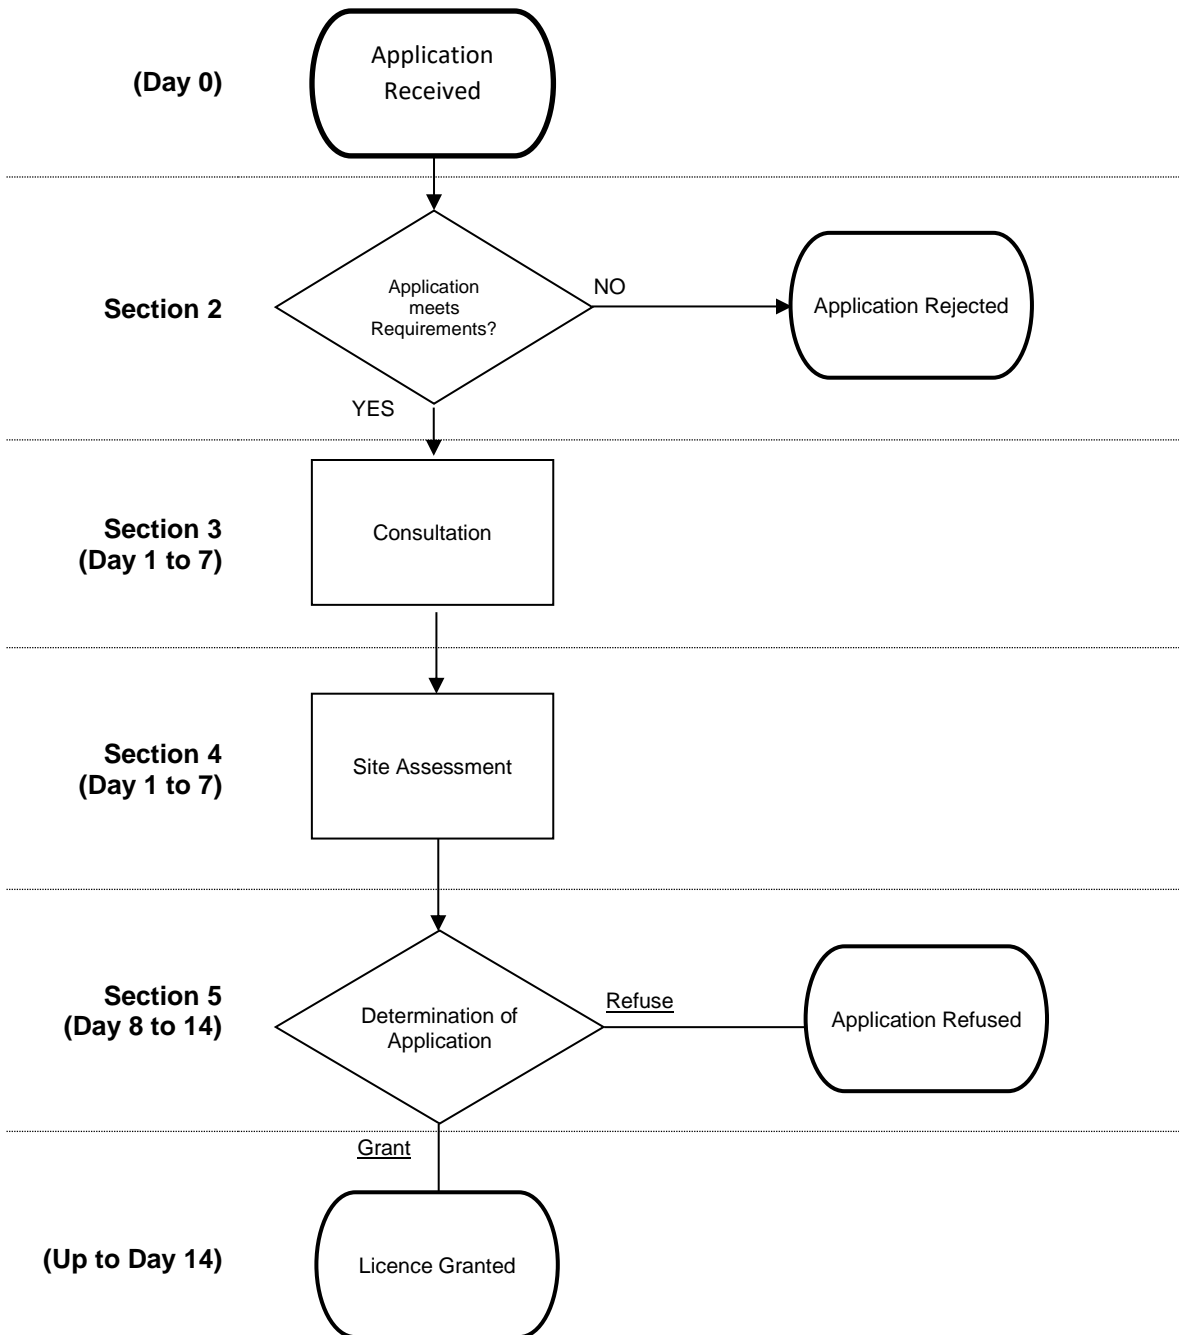 Application
Received
(Day 0)
Application
meets
Requirements?
NO
Application Rejected
Section 2
YES
Section 3
(Day 1 to 7)
Consultation
Section 4
(Day 1 to 7)
Site Assessment
Section 5
(Day 8 to 14)
Determination of
Application
Refuse
Application Refused
Grant
(Up to Day 14)
Licence Granted